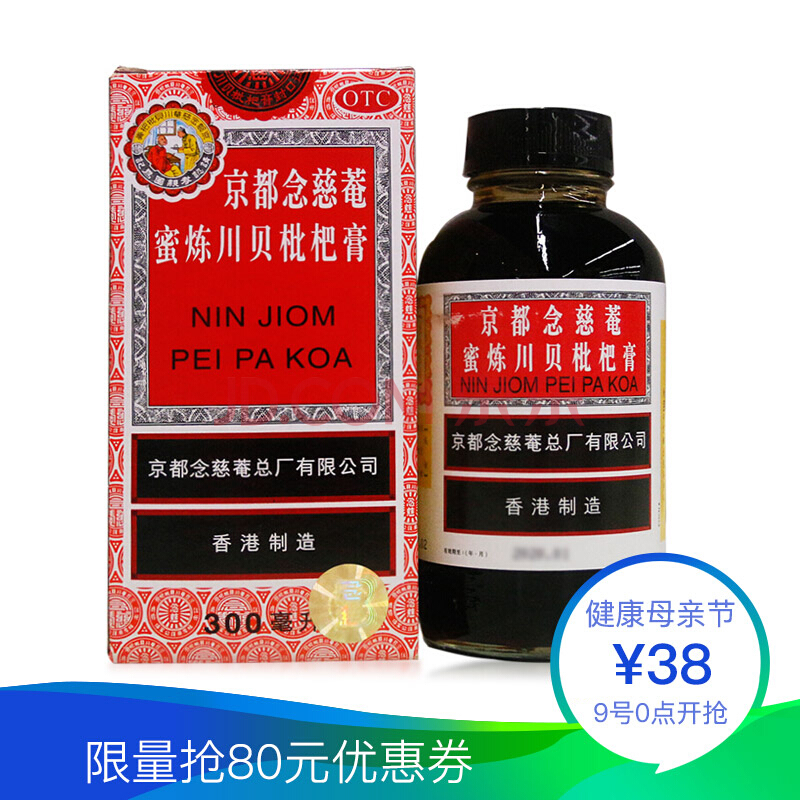 OTC
京都念慈菴
蜜炼川贝枇杷膏
NIN JIOM
PEI PA KOA
京都念慈菴总厂有限公司
香港制造
300毫升
京都念慈菴
蜜炼川贝枇杷膏
NIN JIOM PEI PA KOA
京都念慈菴总厂有限公司
香港制造
JD.COM 京东
健康母亲节
¥38
9号0点开抢
限量抢80元优惠券